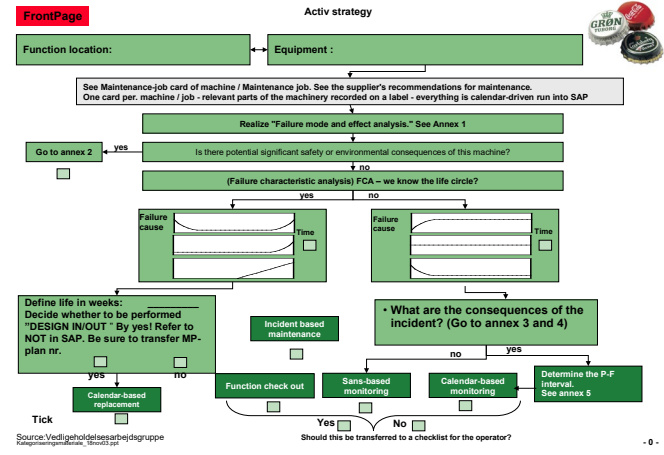 FrontPage
Activ strategy
GRØN
TUBORG
Function location:
Equipment :
See Maintenance-job card of machine / Maintenance job. See the supplier's recommendations for maintenance.
One card per. machine / job - relevant parts of the machinery recorded on a label - everything is calendar-driven run into SAP
Realize "Failure mode and effect analysis." See Annex 1
Go to annex 2
yes
Is there potential significant safety or environmental consequences of this machine?
no
(Failure characteristic analysis) FCA – we know the life circle?
yes
no
Failure
cause
Time
Failure
cause
Time
Define life in weeks: ________
Decide whether to be performed
"DESIGN IN/OUT " By yes! Refer to
NOT in SAP. Be sure to transfer MP-
plan nr.
yes
no
Incident based
maintenance
• What are the consequences of the
incident? (Go to annex 3 and 4)
no
yes
Calendar-based
replacement
Function check out
Sans-based
monitoring
Calendar-based
monitoring
Determine the P-F
interval.
See annex 5
Tick
Yes
No
Should this be transferred to a checklist for the operator?
Source:Vedligeholdelsesarbejdsgruppe
Kategoriseringsmateriale_18nov03.ppt
- 0 -